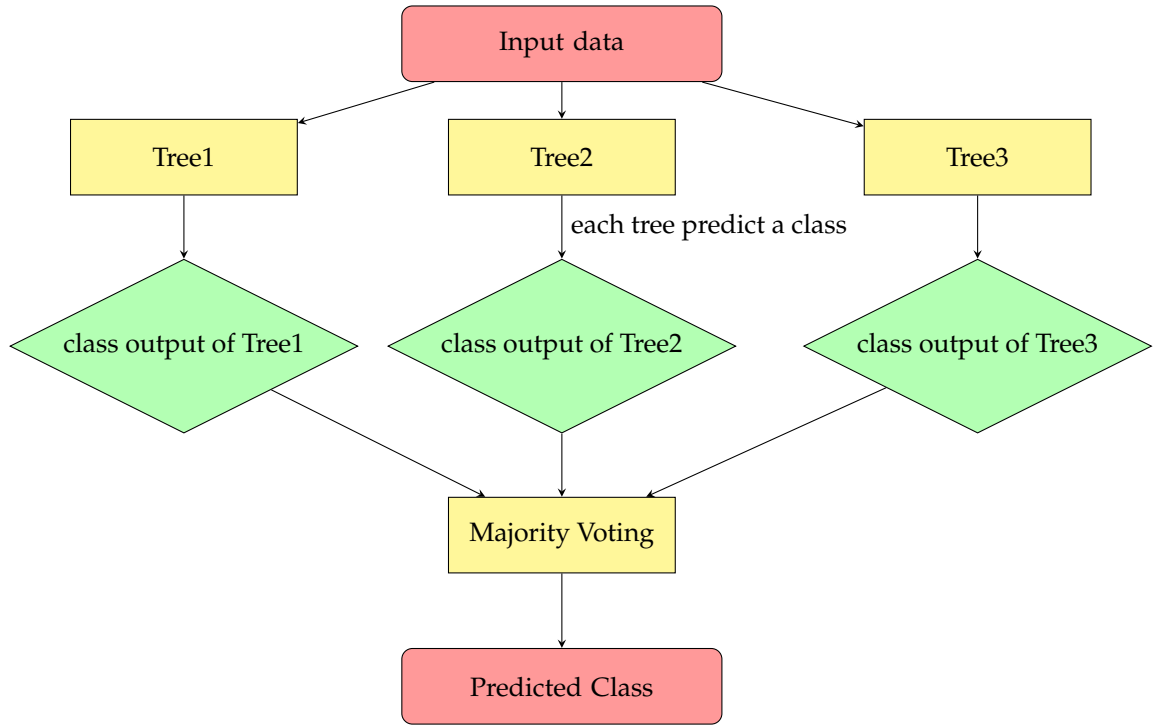 Input data
Tree1
Tree2
Tree3
each tree predict a class
class output of Tree1
class output of Tree2
class output of Tree3
Majority Voting
Predicted Class